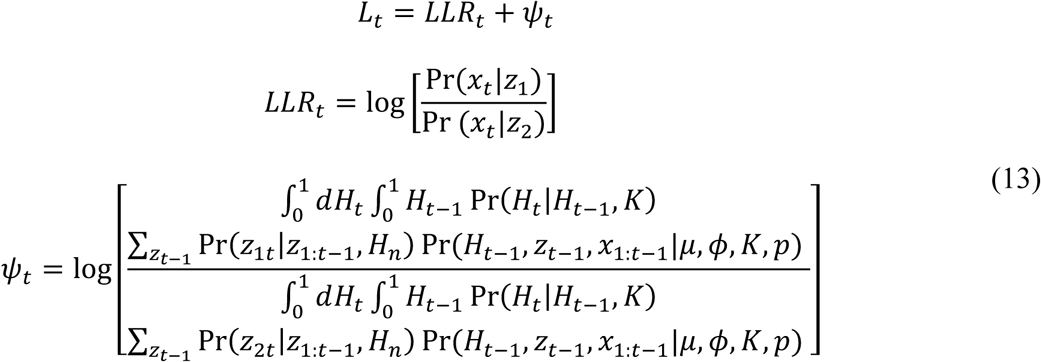 L_t = LLR_t + ψ_t
LLR_t = log[Pr(x_t|z_1) / Pr (x_t|z_2)]
∫_0^1 dH_t ∫_0^1 H_{t−1} Pr(H_t|H_{t−1}, K)
∑_{z_{t−1}} Pr(z_{1t}|z_{1:t−1}, H_n) Pr(H_{t−1}, z_{t−1}, x_{1:t−1}|μ, ϕ, K, p)
ψ_t = log
∫_0^1 dH_t ∫_0^1 H_{t−1} Pr(H_t|H_{t−1}, K)
∑_{z_{t−1}} Pr(z_{2t}|z_{1:t−1}, H_n) Pr(H_{t−1}, z_{t−1}, x_{1:t−1}|μ, ϕ, K, p)
(13)